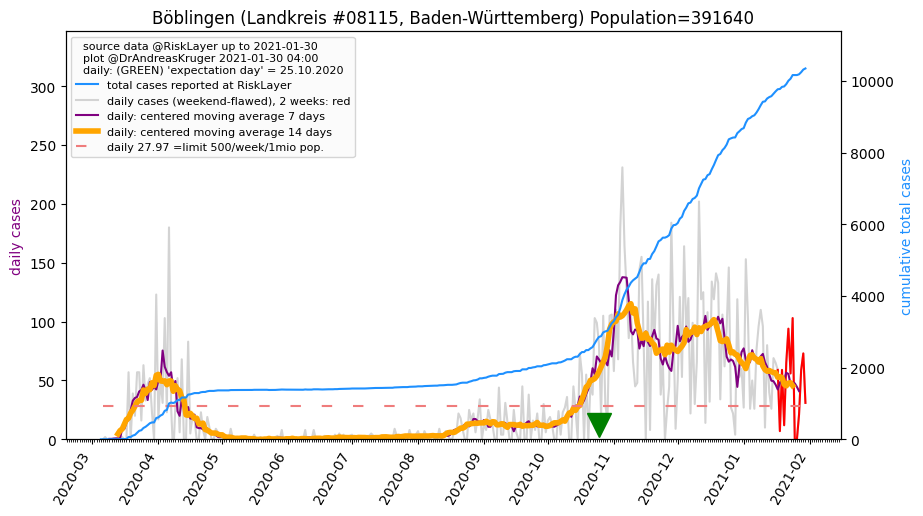 Böblingen (Landkreis #08115, Baden-Württemberg) Population=391640
source data @RiskLayer up to 2021-01-30
plot @DrAndreasKruger 2021-01-30 04:00
daily: (GREEN) 'expectation day' = 25.10.2020
total cases reported at RiskLayer
daily cases (weekend-flawed), 2 weeks: red
daily: centered moving average 7 days
daily: centered moving average 14 days
daily 27.97 =limit 500/week/1mio pop.
daily cases
300
250
200
150
100
50
0
10000
8000
6000
4000
2000
0
cumulative total cases
2020-03
2020-04
2020-05
2020-06
2020-07
2020-08
2020-09
2020-10
2020-11
2020-12
2021-01
2021-02